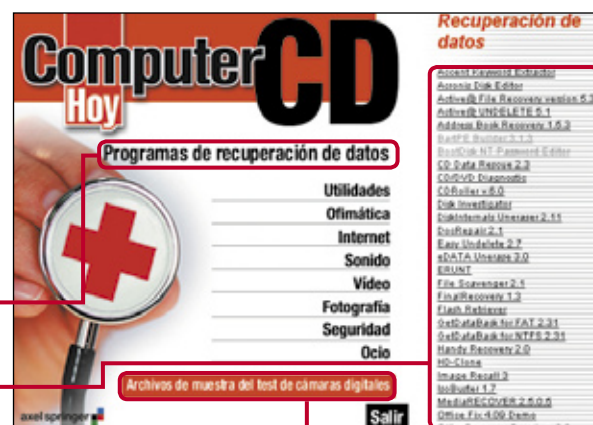 Computer
Hoy
CD
Programas de recuperación de datos
Utilidades
Ofimática
Internet
Sonido
Vídeo
Fotografía
Seguridad
Ocio
Archivos de muestra del test de cámaras digitales
axel springer
Salir
Recuperación de
datos
Accent Keyword Extractor
Acronis Disk Editor
Active@ File Recovery version 5.3
Active@ UNDELETE 5.1
Address Book Recovery 1.5.3
BartPE Builder 3.1.3
BootDisk NT Password Editor
CD Data Rescue 2.3
CD/DVD Diagnostic
CDRoller v.6.0
Disk Investigator
DiskInternals Uneraser 2.11
DocRepair 2.1
Easy Undelete 2.7
eDATA Unerase 3.0
ERUNT
File Scavenger 2.1
FinalRecovery 1.3
Flash Retriever
GetDataBack for FAT 2.31
GetDataBack for NTFS 2.31
Handy Recovery 2.0
HD-Clone
Image Recall 3
IsoBuster 1.7
MediaRECOVER 2.5.0.5
Office Fix 4.09 Demo